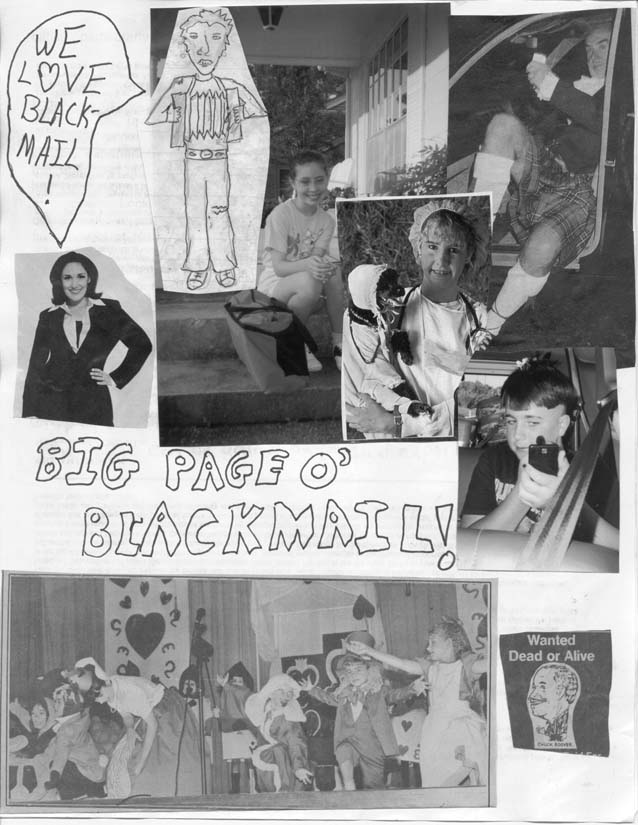 WE
LOVE
BLACK-
MAIL
!
BIG PAGE O'
BLACKMAIL!
Wanted
Dead or Alive